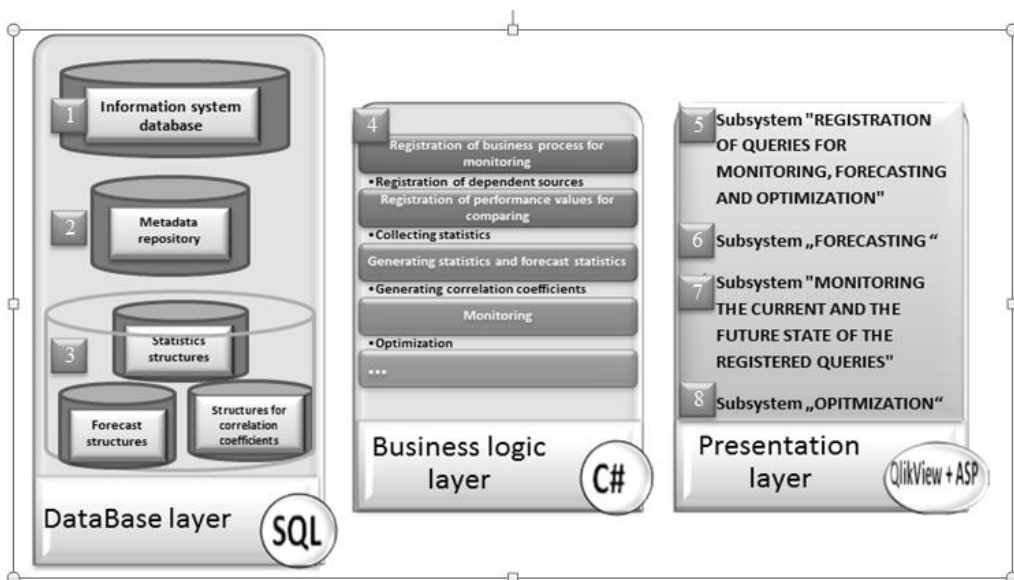 1
Information system
database
2
Metadata
repository
3
Statistics
structures
Forecast
structures
Structures for
correlation
coefficients
DataBase layer
SQL
4
Registration of business process for
monitoring
•Registration of dependent sources
Registration of performance values for
comparing
•Collecting statistics
Generating statistics and forecast statistics
•Generating correlation coefficients
Monitoring
•Optimization
...
Business logic
layer
C#
5
Subsystem "REGISTRATION
OF QUERIES FOR
MONITORING, FORECASTING
AND OPTIMIZATION"
6
Subsystem „FORECASTING “
7
Subsystem "MONITORING
THE CURRENT AND THE
FUTURE STATE OF THE
REGISTERED QUERIES"
8
Subsystem „OPITMIZATION“
Presentation
layer
QlikView + ASP